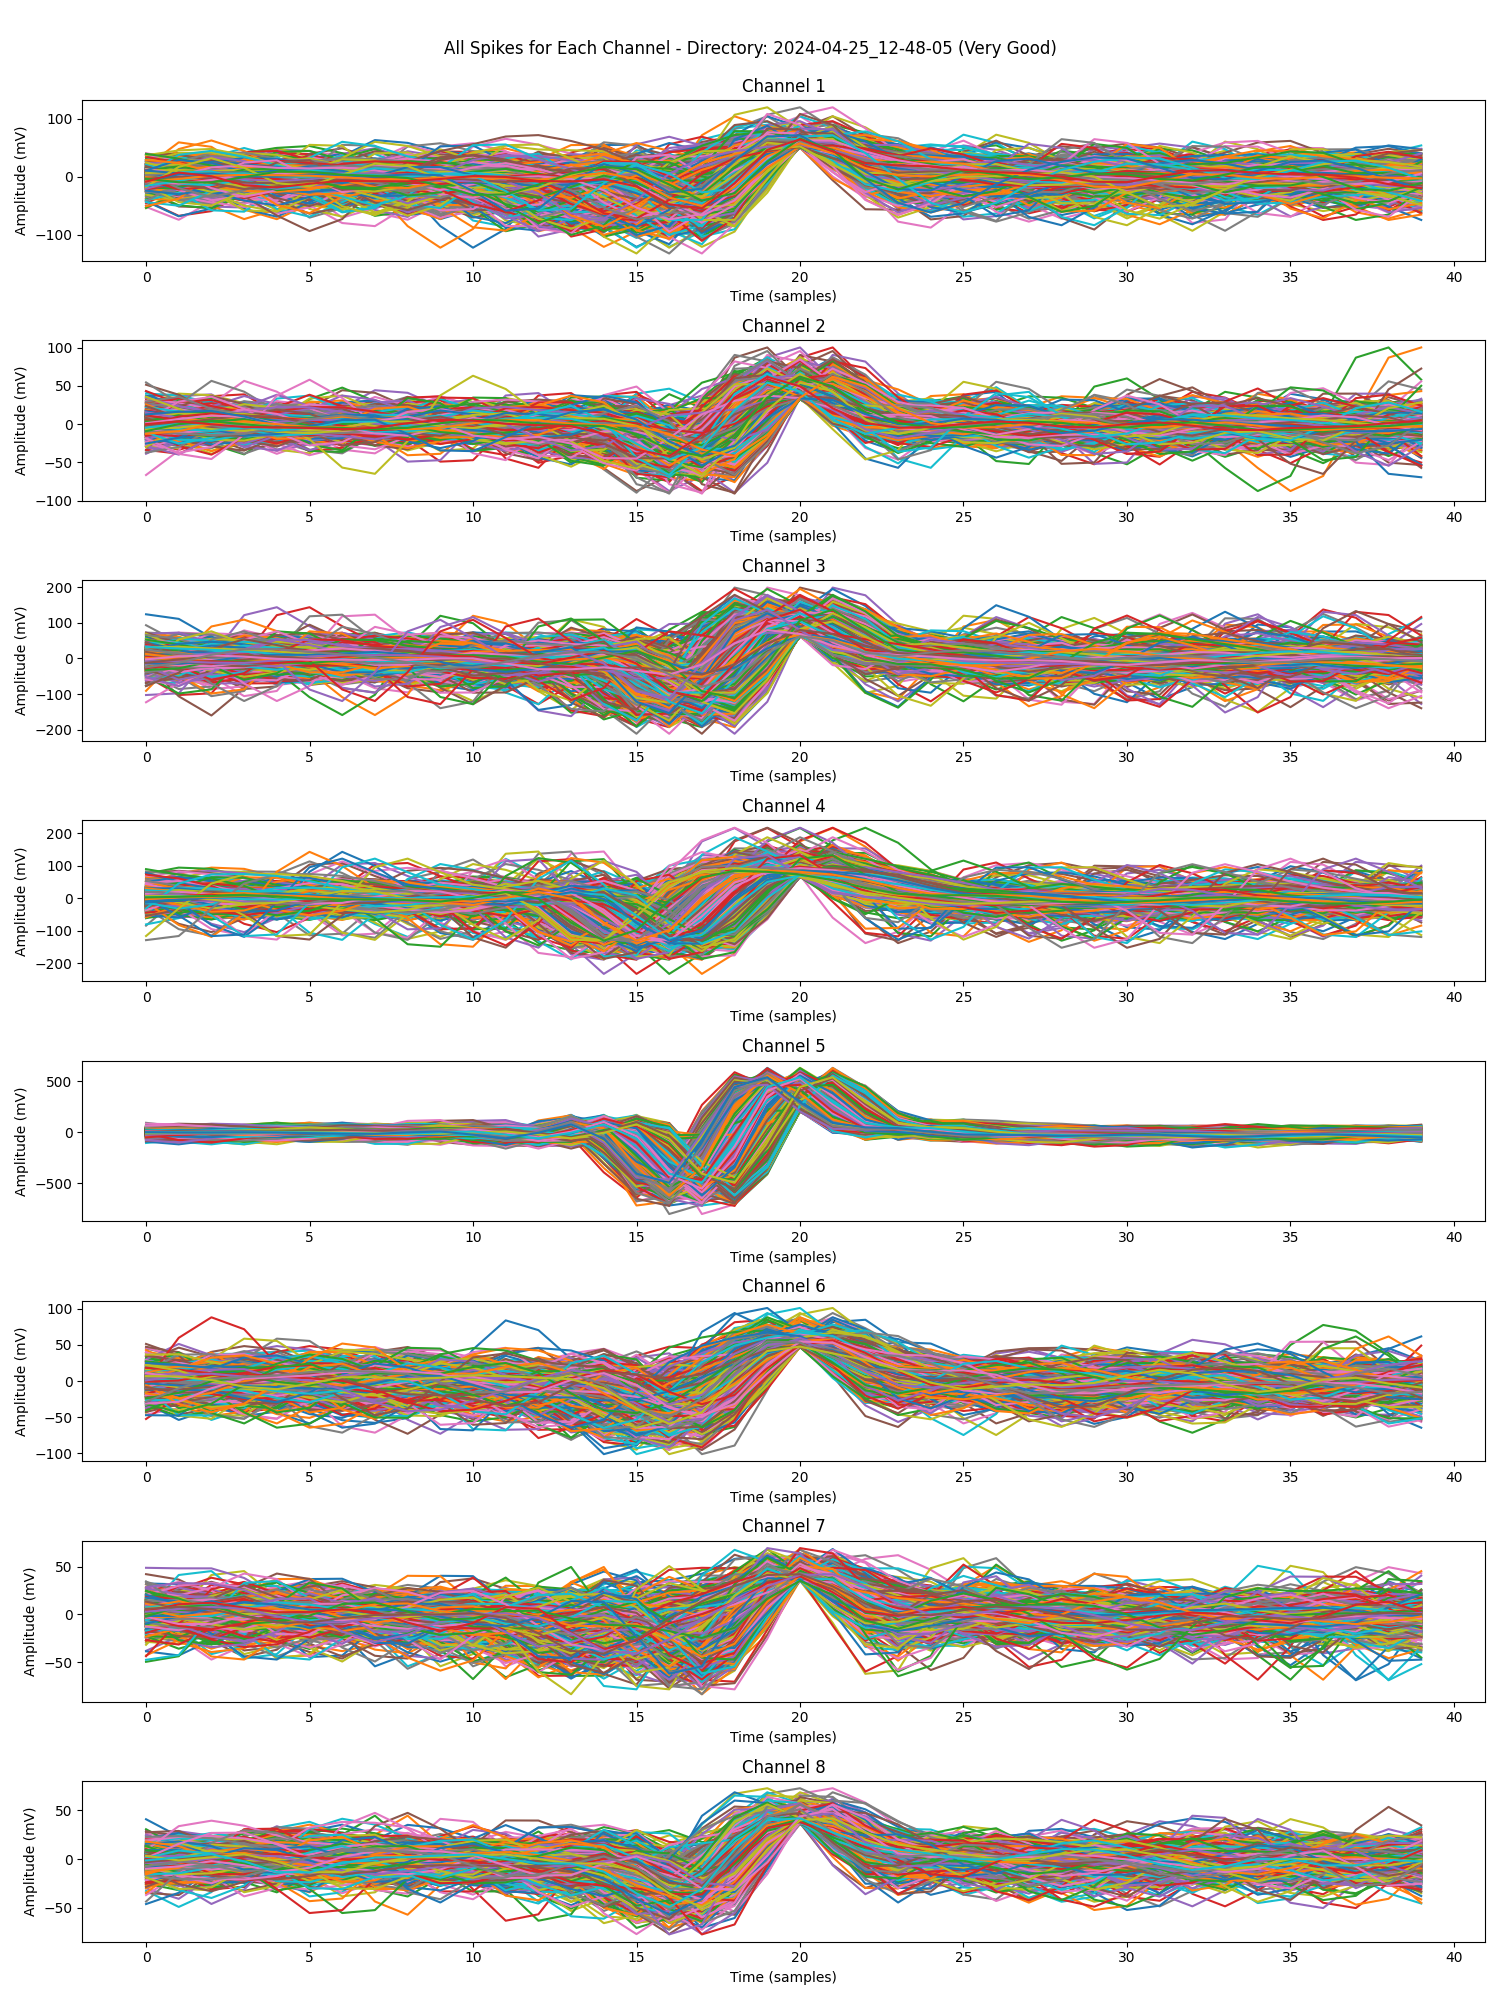 All Spikes for Each Channel - Directory: 2024-04-25_12-48-05 (Very Good)
Channel 1
Amplitude (mV)
100
0
−100
0 5 10 15 20 25 30 35 40
Time (samples)
Channel 2
Amplitude (mV)
100
50
0
−50
−100
0 5 10 15 20 25 30 35 40
Time (samples)
Channel 3
Amplitude (mV)
200
100
0
−100
−200
0 5 10 15 20 25 30 35 40
Time (samples)
Channel 4
Amplitude (mV)
200
100
0
−100
−200
0 5 10 15 20 25 30 35 40
Time (samples)
Channel 5
Amplitude (mV)
500
0
−500
0 5 10 15 20 25 30 35 40
Time (samples)
Channel 6
Amplitude (mV)
100
50
0
−50
−100
0 5 10 15 20 25 30 35 40
Time (samples)
Channel 7
Amplitude (mV)
50
0
−50
0 5 10 15 20 25 30 35 40
Time (samples)
Channel 8
Amplitude (mV)
50
0
−50
0 5 10 15 20 25 30 35 40
Time (samples)